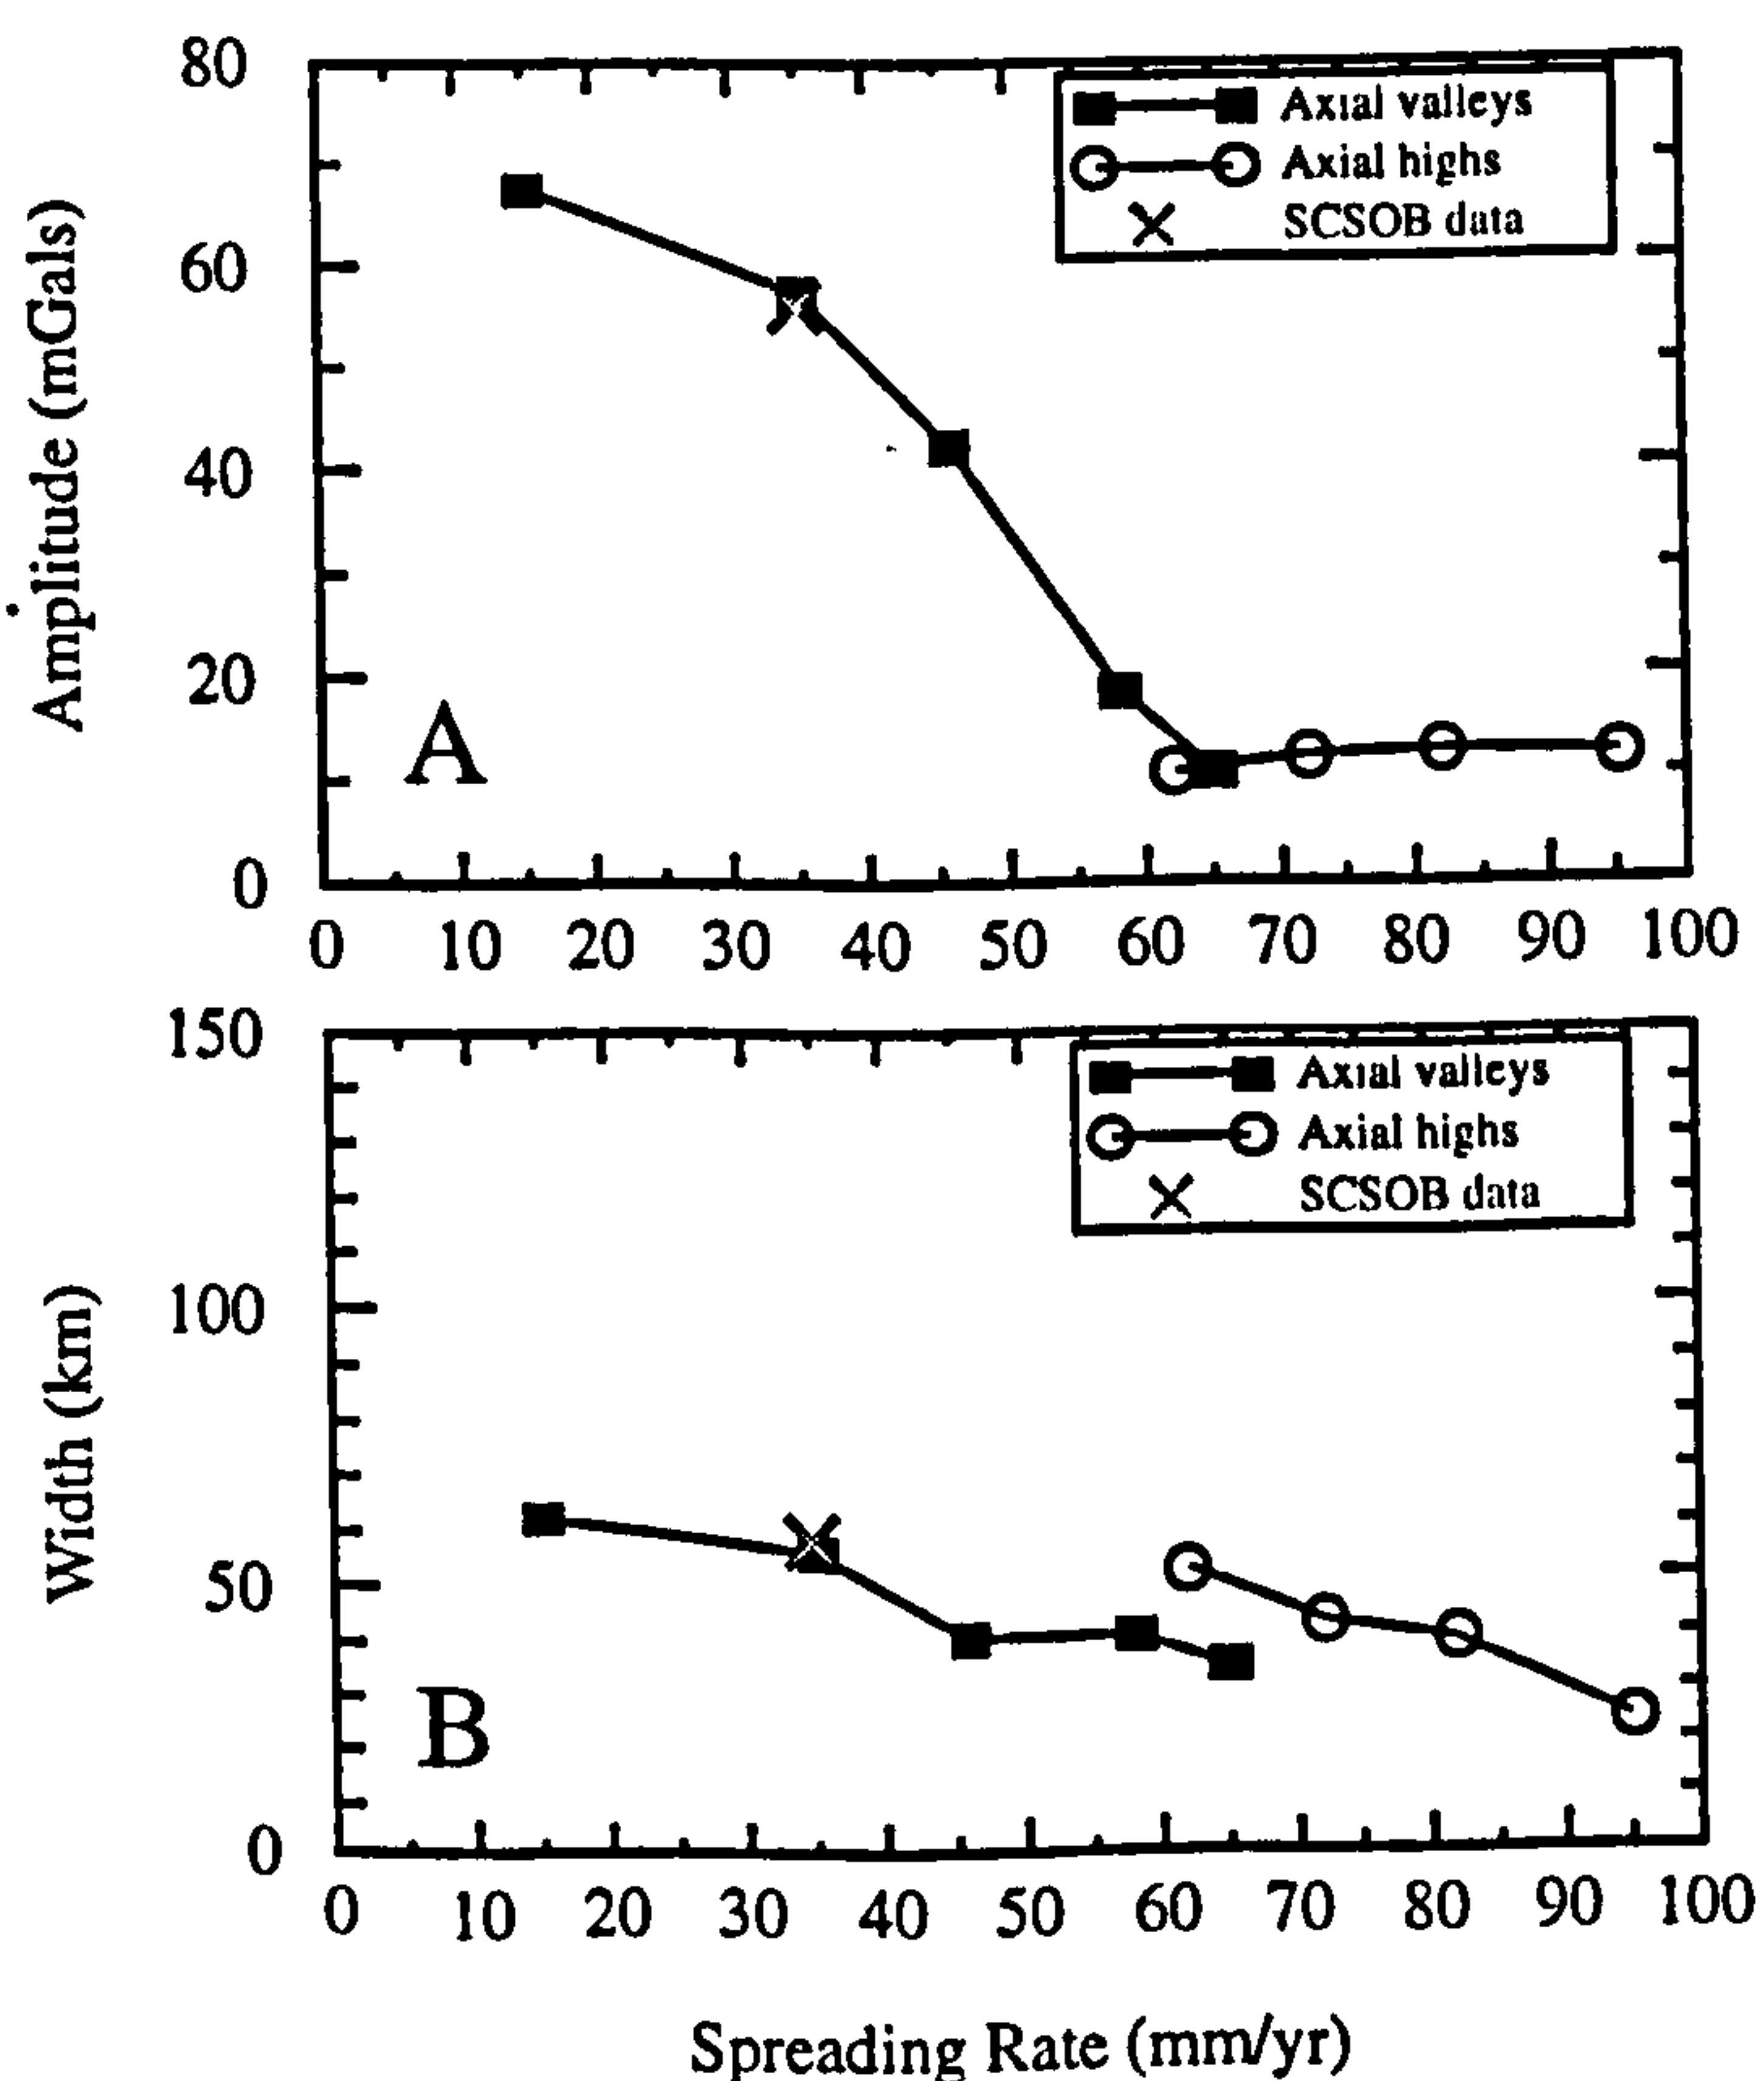 80
Axial valleys
Axial highs
SCSOB data
60
40
20
0
Amplitude (mGals)
A
0 10 20 30 40 50 60 70 80 90 100
150
Axial valleys
Axial highs
SCSOB data
100
50
0
Width (km)
B
0 10 20 30 40 50 60 70 80 90 100
Spreading Rate (mm/yr)